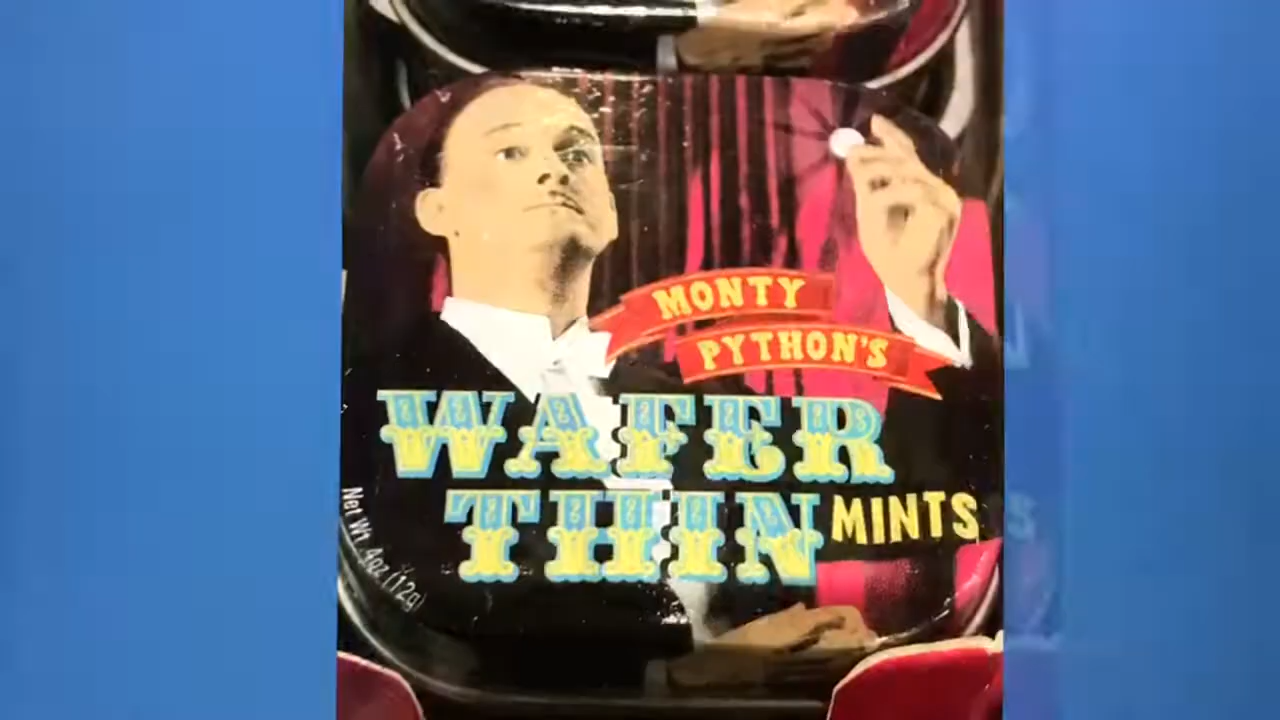 MONTY
PYTHON'S
WAFER
THIN MINTS
Net Wt .4oz (12g)